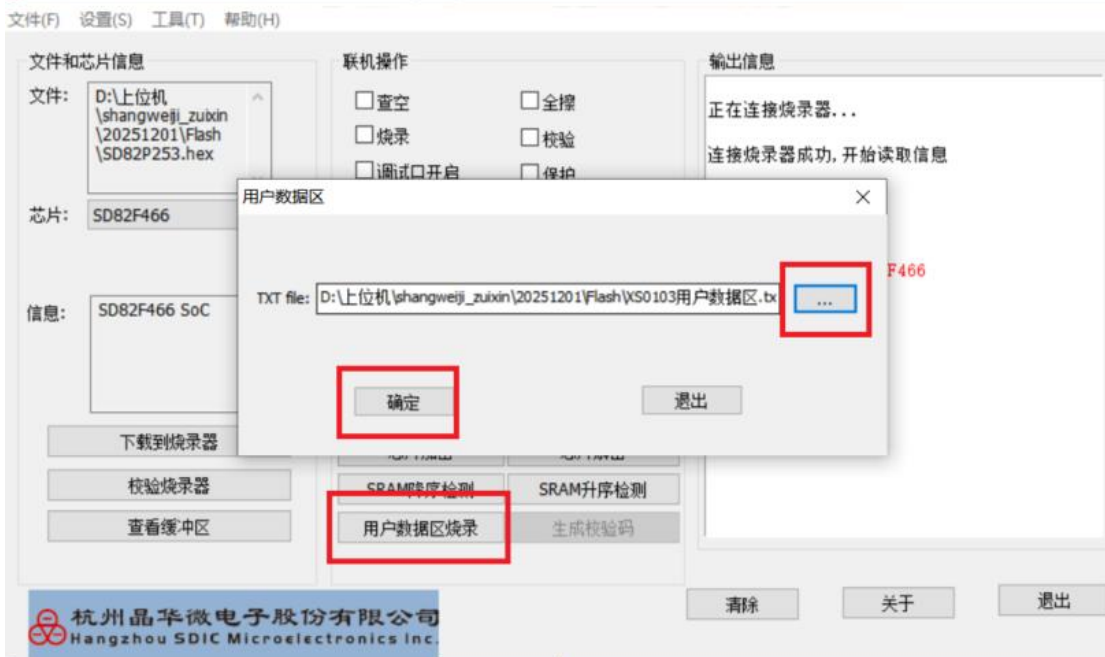 文件(F) 设置(S) 工具(T) 帮助(H)
文件和芯片信息
文件:
D:\上位机
\shangweiji_zuixin
\20251201\Flash
\SD82P253.hex
芯片:
SD82F466
信息:
SD82F466 SoC
下载到烧录器
校验烧录器
查看缓冲区
联机操作
查空
全擦
烧录
校验
调试口开启
保护
用户数据区
TXT file: D:\上位机\shangweiji_zuixin\20251201\Flash\XS0103用户数据区.tx
...
确定
退出
SRAM降序检测
SRAM升序检测
用户数据区烧录
生成校验码
输出信息
正在连接烧录器...
连接烧录器成功,开始读取信息
F466
清除
关于
退出
杭州晶华微电子股份有限公司
Hangzhou SDIC Microelectronics Inc.